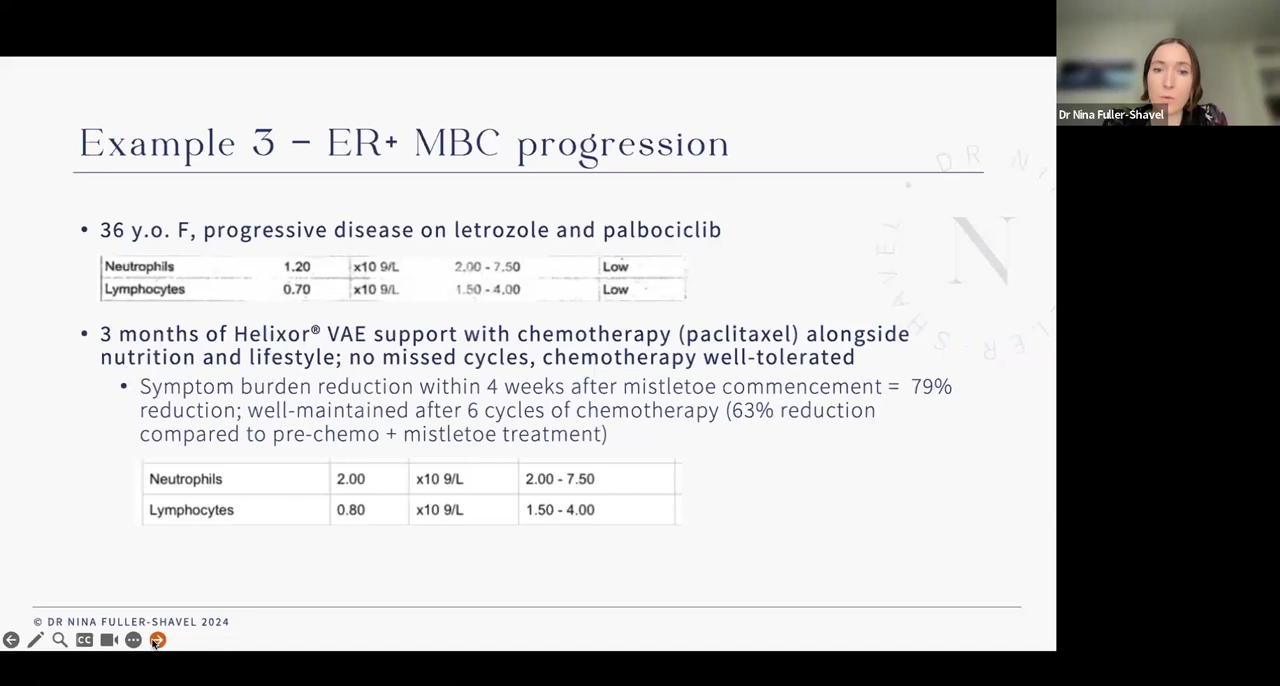 Dr Nina Fuller-Shavel
Example 3 – ER+ MBC progression
• 36 y.o. F, progressive disease on letrozole and palbociclib
Neutrophils 1.20 x10 9/L 2.00 - 7.50 Low
Lymphocytes 0.70 x10 9/L 1.50 - 4.00 Low
• 3 months of Helixor® VAE support with chemotherapy (paclitaxel) alongside
nutrition and lifestyle; no missed cycles, chemotherapy well-tolerated
• Symptom burden reduction within 4 weeks after mistletoe commencement = 79%
reduction; well-maintained after 6 cycles of chemotherapy (63% reduction
compared to pre-chemo + mistletoe treatment)
Neutrophils 2.00 x10 9/L 2.00 - 7.50
Lymphocytes 0.80 x10 9/L 1.50 - 4.00
© DR NINA FULLER-SHAVEL 2024
CC
N